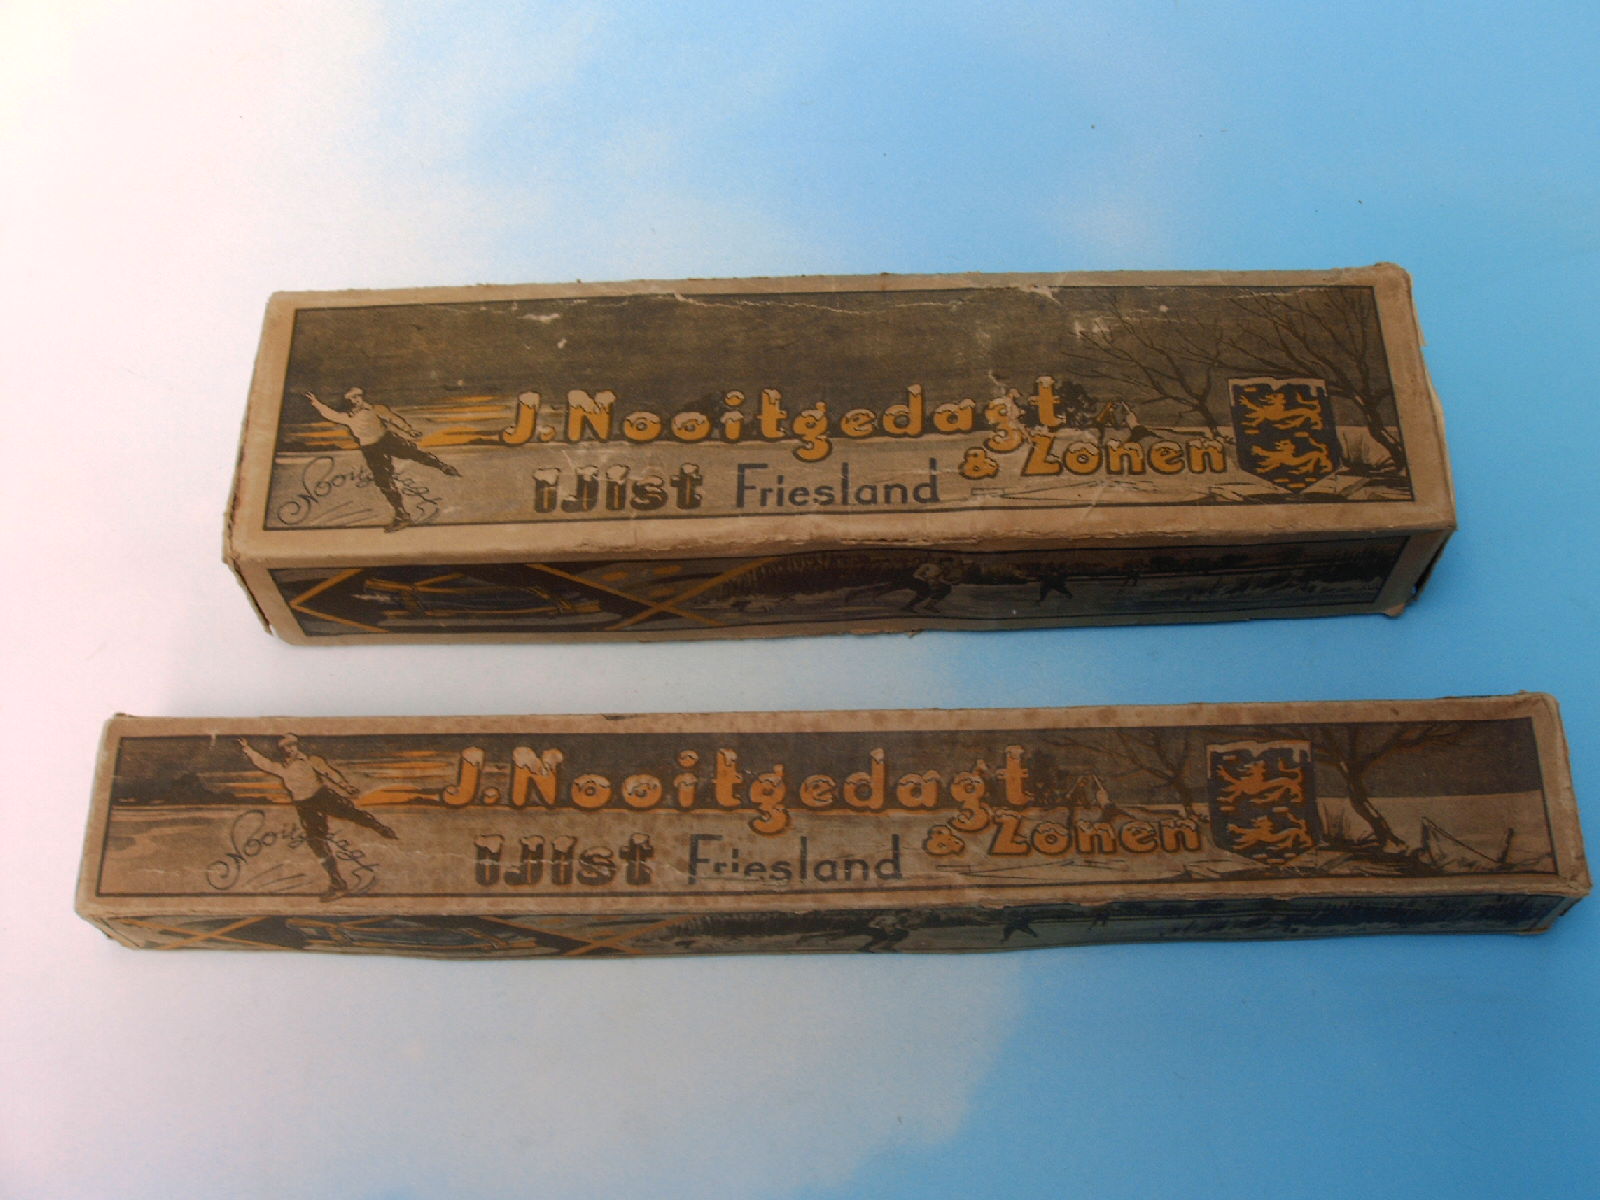 J. Nooitgedagt
& Zonen
IJlst Friesland
Nooitgedagt
J. Nooitgedagt
& Zonen
IJlst Friesland
Nooitgedagt